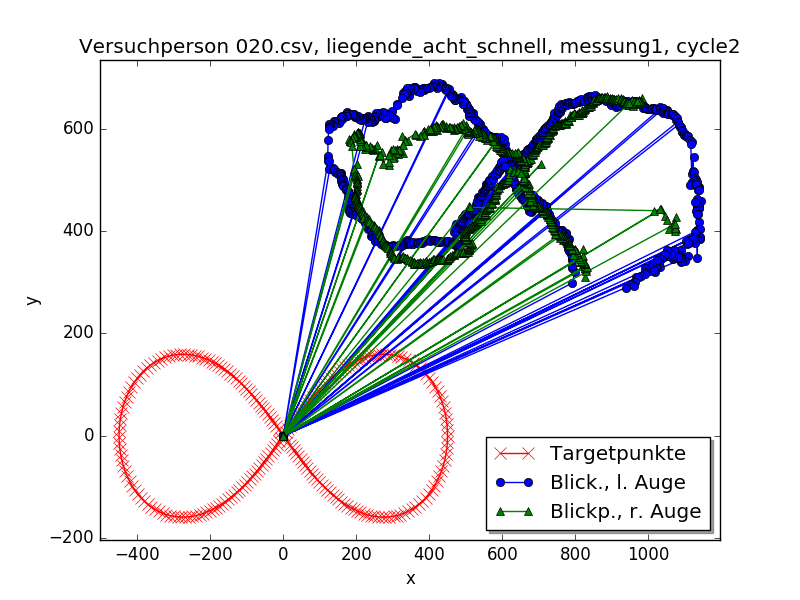 Versuchperson 020.csv, liegende_acht_schnell, messung1, cycle2
y
600
400
200
0
−200
−400
−200
0
200
400
600
800
1000
x
Targetpunkte
Blick., l. Auge
Blickp., r. Auge